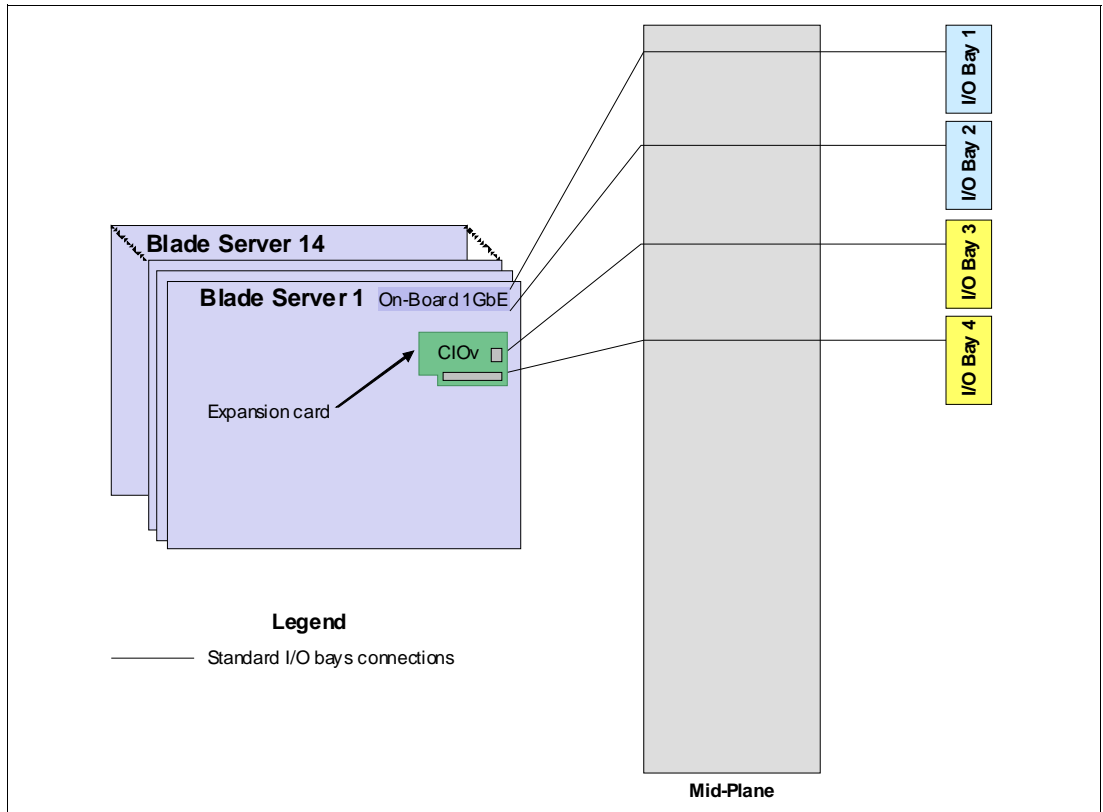 I/O Bay 1
I/O Bay 2
I/O Bay 3
I/O Bay 4
Blade Server 14
Blade Server 1 On-Board 1GbE
CIOv
Expansion card
Legend
Standard I/O bays connections
Mid-Plane